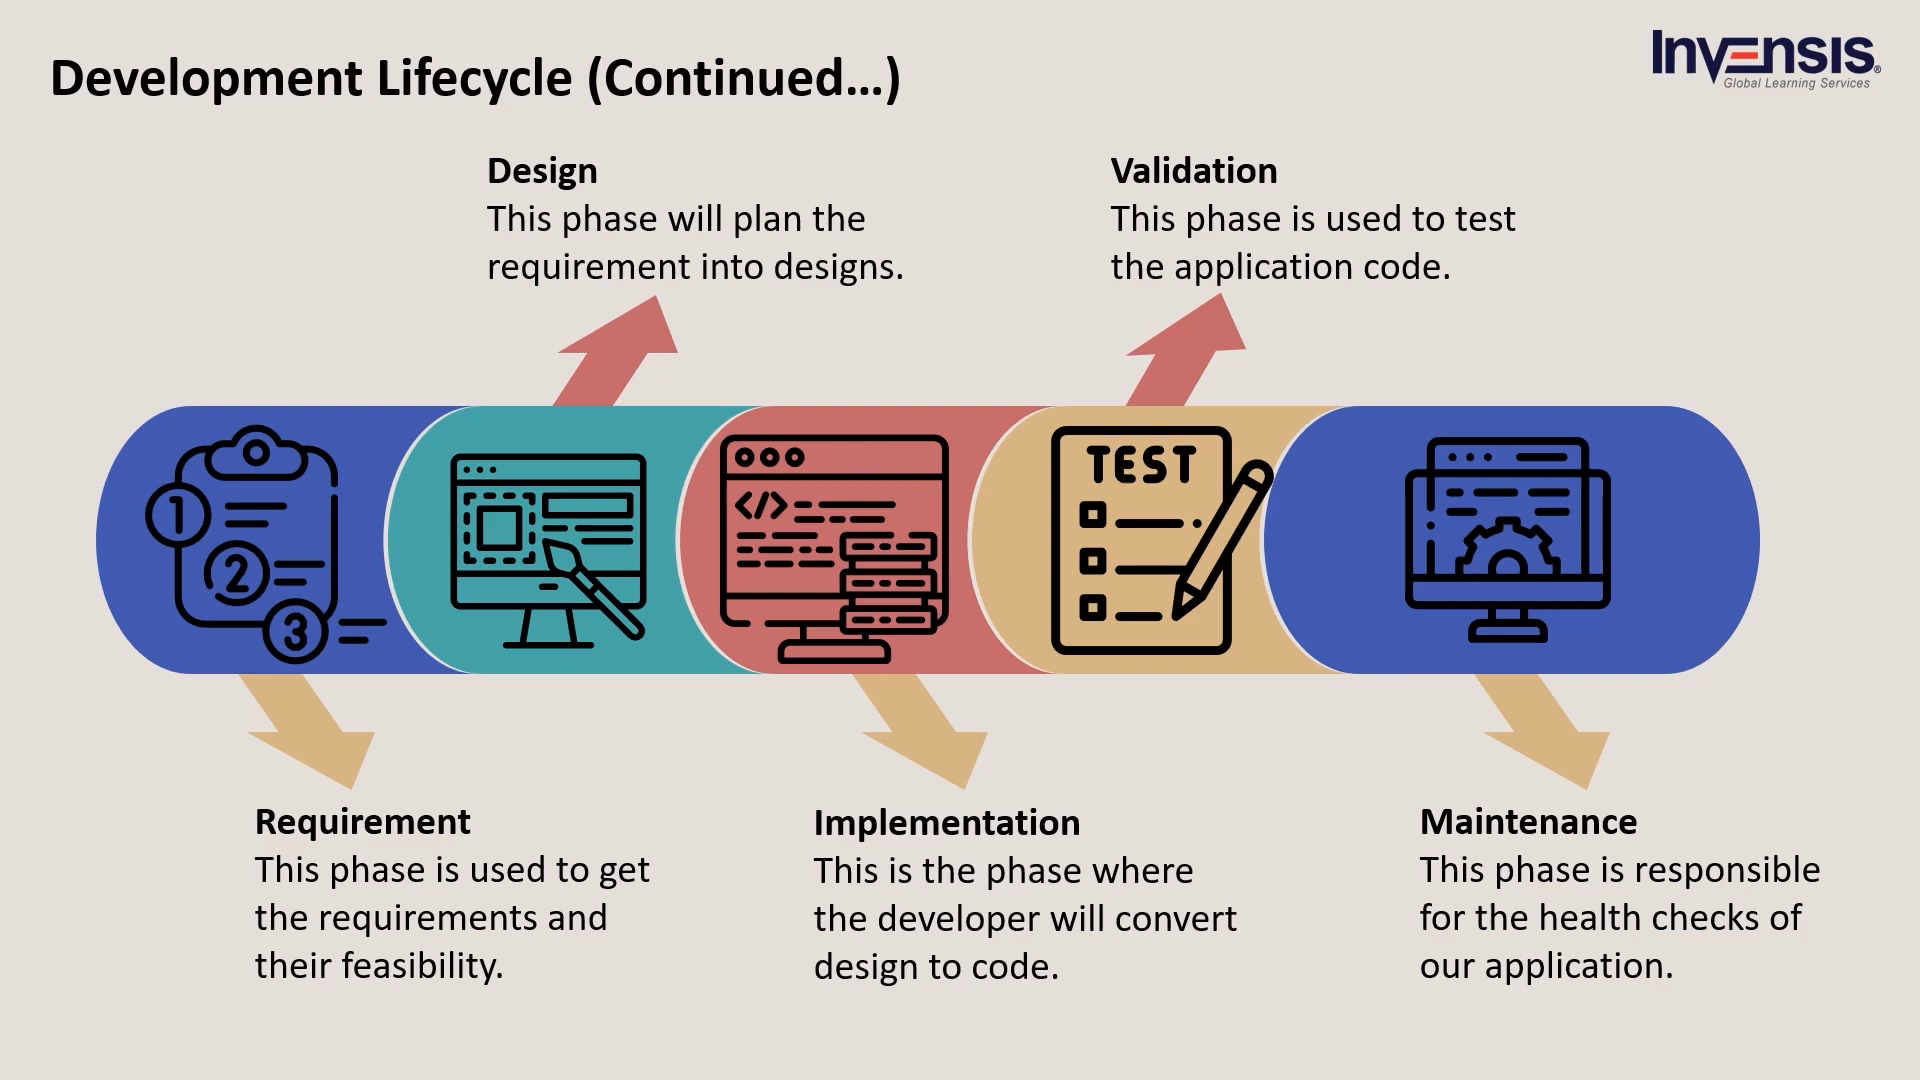 Development Lifecycle (Continued...)
Invensis®
Global Learning Services
Design
This phase will plan the
requirement into designs.
Validation
This phase is used to test
the application code.
1
2
3
</>
TEST
Requirement
This phase is used to get
the requirements and
their feasibility.
Implementation
This is the phase where
the developer will convert
design to code.
Maintenance
This phase is responsible
for the health checks of
our application.